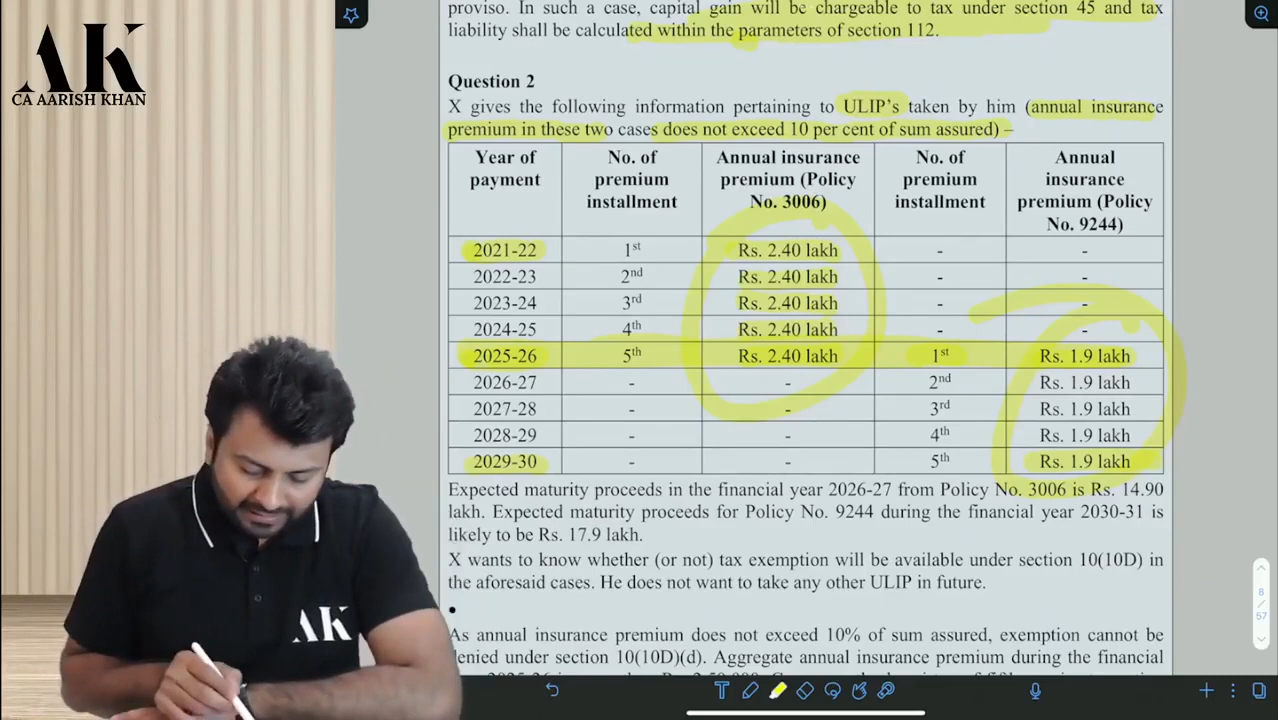 AK
CA AARISH KHAN
proviso. In such a case, capital gain will be chargeable to tax under section 45 and tax
liability shall be calculated within the parameters of section 112.
Question 2
X gives the following information pertaining to ULIP's taken by him (annual insurance
premium in these two cases does not exceed 10 per cent of sum assured) –
Year of payment No. of premium installment Annual insurance premium (Policy No. 3006) No. of premium installment Annual insurance premium (Policy No. 9244)
2021-22 1st Rs. 2.40 lakh - -
2022-23 2nd Rs. 2.40 lakh - -
2023-24 3rd Rs. 2.40 lakh - -
2024-25 4th Rs. 2.40 lakh - -
2025-26 5th Rs. 2.40 lakh 1st Rs. 1.9 lakh
2026-27 - - 2nd Rs. 1.9 lakh
2027-28 - - 3rd Rs. 1.9 lakh
2028-29 - - 4th Rs. 1.9 lakh
2029-30 - - 5th Rs. 1.9 lakh
Expected maturity proceeds in the financial year 2026-27 from Policy No. 3006 is Rs. 14.90
lakh. Expected maturity proceeds for Policy No. 9244 during the financial year 2030-31 is
likely to be Rs. 17.9 lakh.
X wants to know whether (or not) tax exemption will be available under section 10(10D) in
the aforesaid cases. He does not want to take any other ULIP in future.
As annual insurance premium does not exceed 10% of sum assured, exemption cannot be
denied under section 10(10D)(d). Aggregate annual insurance premium during the financial
AK
8
/
57
T